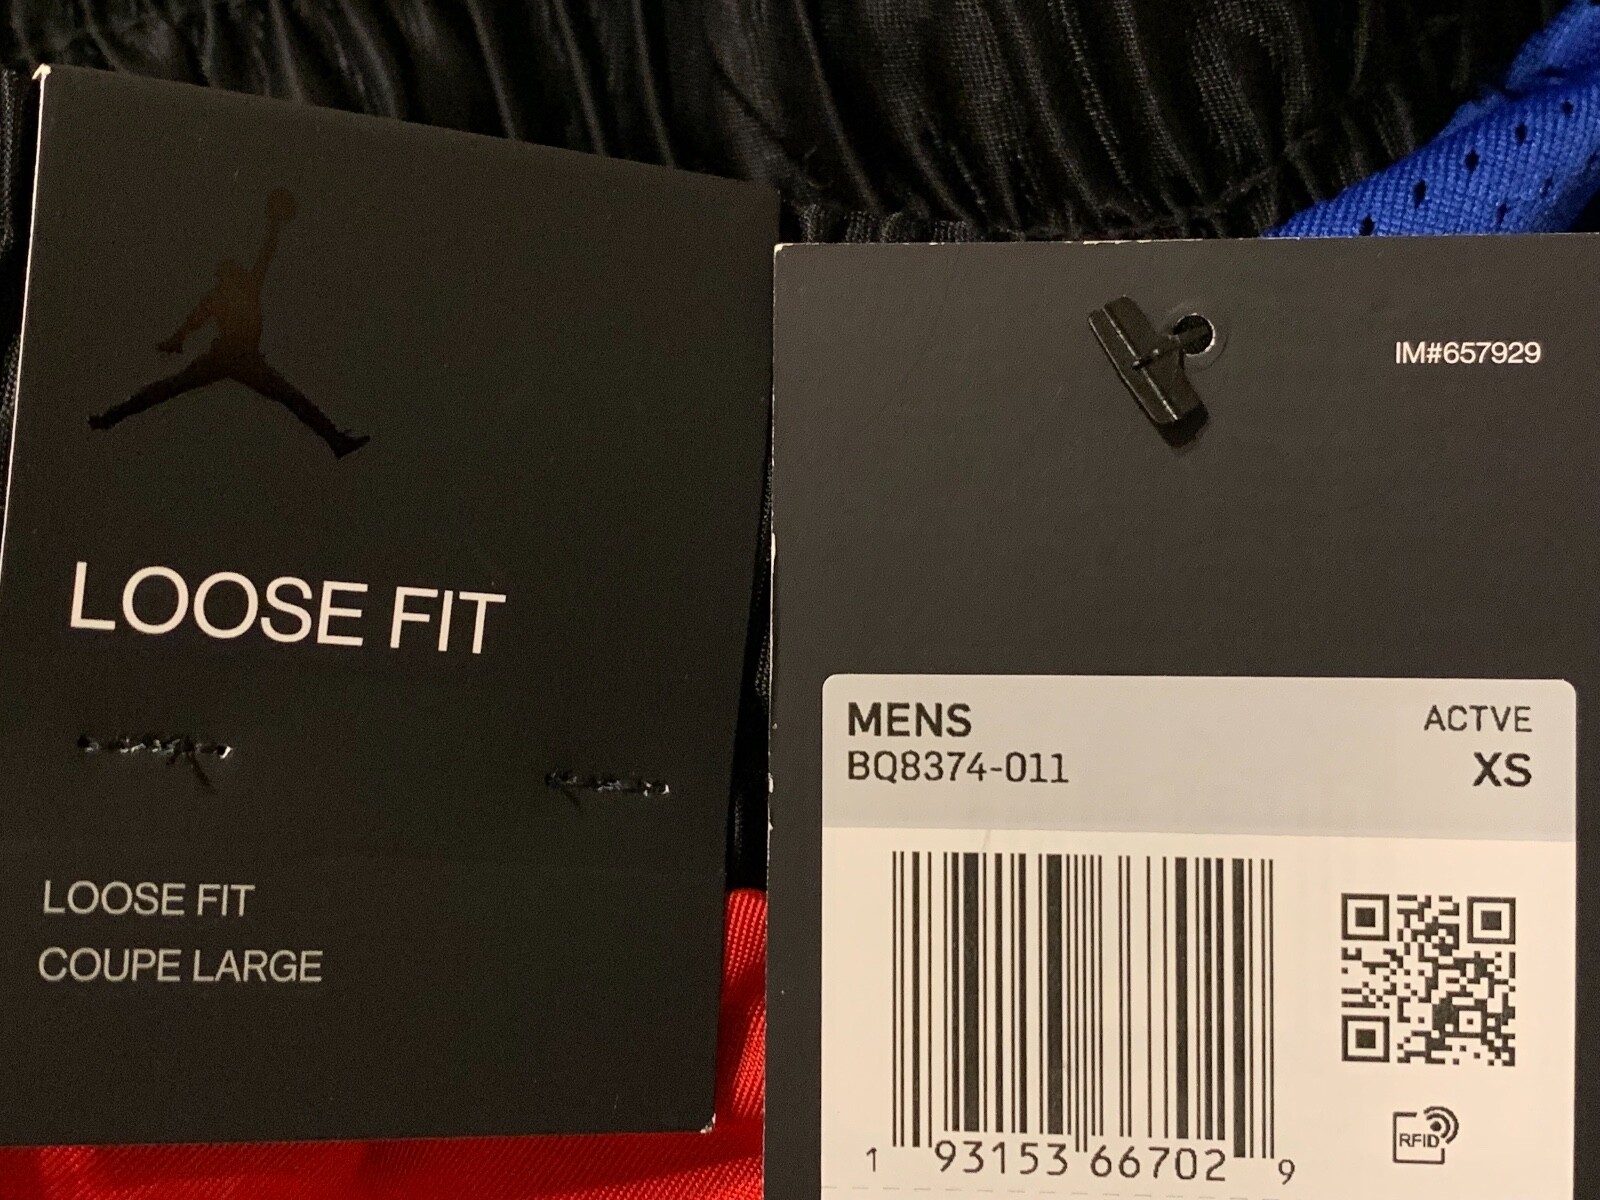 LOOSE FIT
LOOSE FIT
COUPE LARGE
IM#657929
MENS
ACTVE
BQ8374-011
XS
1 93153 66702 9
RFID